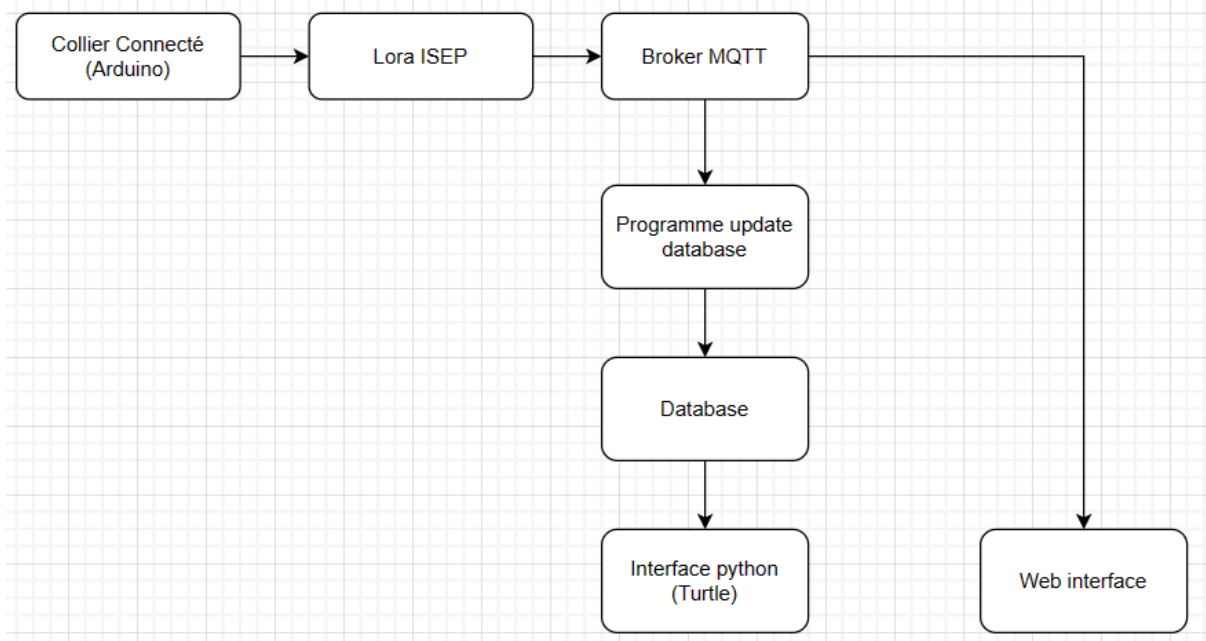 Collier Connecté
(Arduino)
Lora ISEP
Broker MQTT
Programme update
database
Database
Interface python
(Turtle)
Web interface